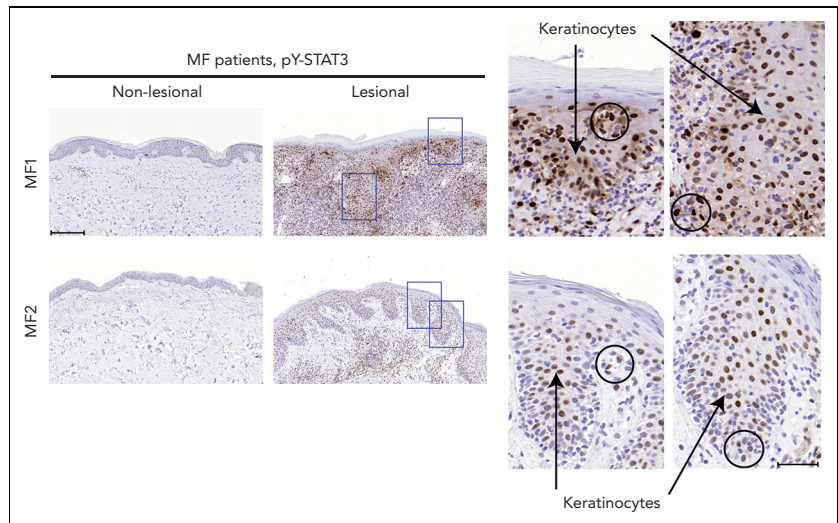 MF patients, pY-STAT3
Non-lesional
Lesional
MF1
MF2
Keratinocytes
Keratinocytes